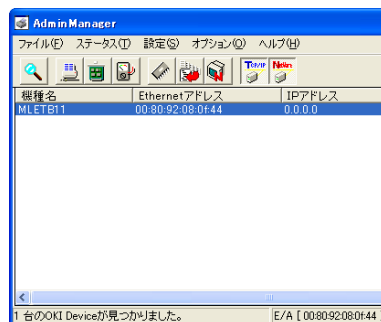 AdminManager
ファイル(F) ステータス(T) 設定(S) オプション(O) ヘルプ(H)
TCP/IP
機種名 Ethernetアドレス IPアドレス
MLETB11 00:80:92:08:0f:44 0.0.0.0
1 台のOKI Deviceが見つかりました。 E/A [ 00:80:92:08:0f:44